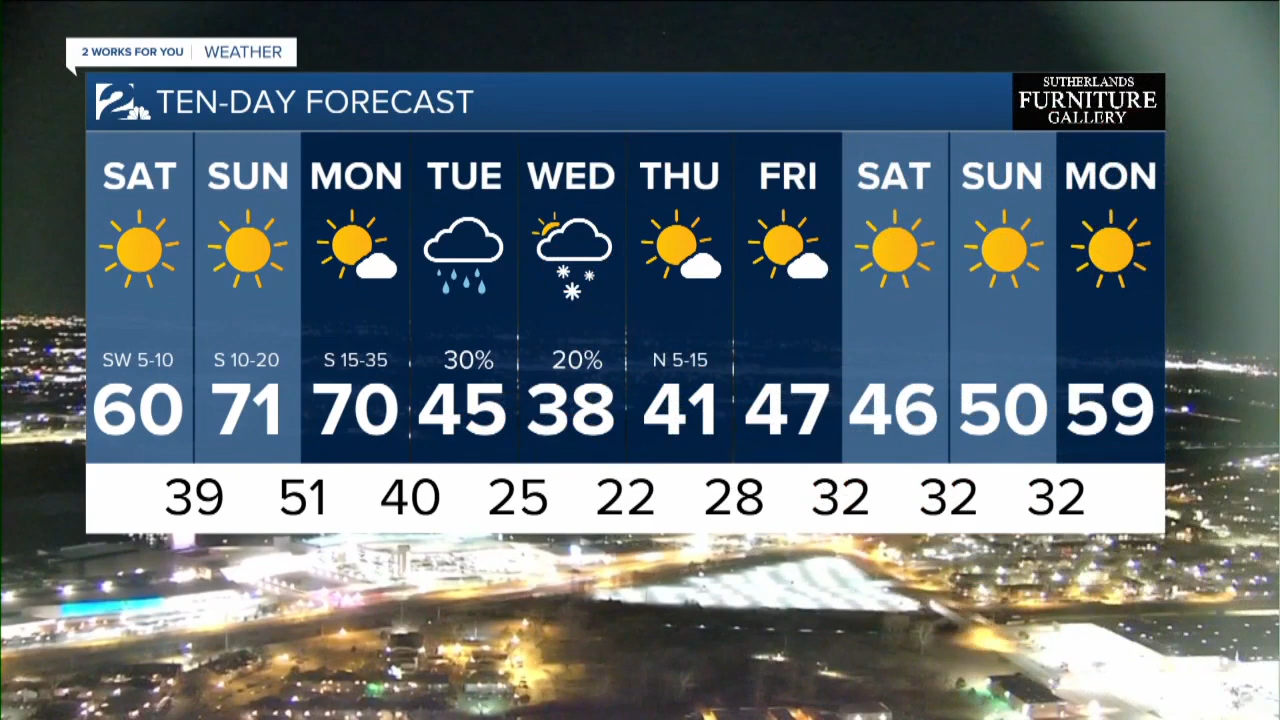 2 WORKS FOR YOU | WEATHER
2 TEN-DAY FORECAST
SUTHERLANDS
FURNITURE
GALLERY
SAT SUN MON TUE WED THU FRI SAT SUN MON
SW 5-10 S 10-20 S 15-35 30% 20% N 5-15
60 71 70 45 38 41 47 46 50 59
39 51 40 25 22 28 32 32 32